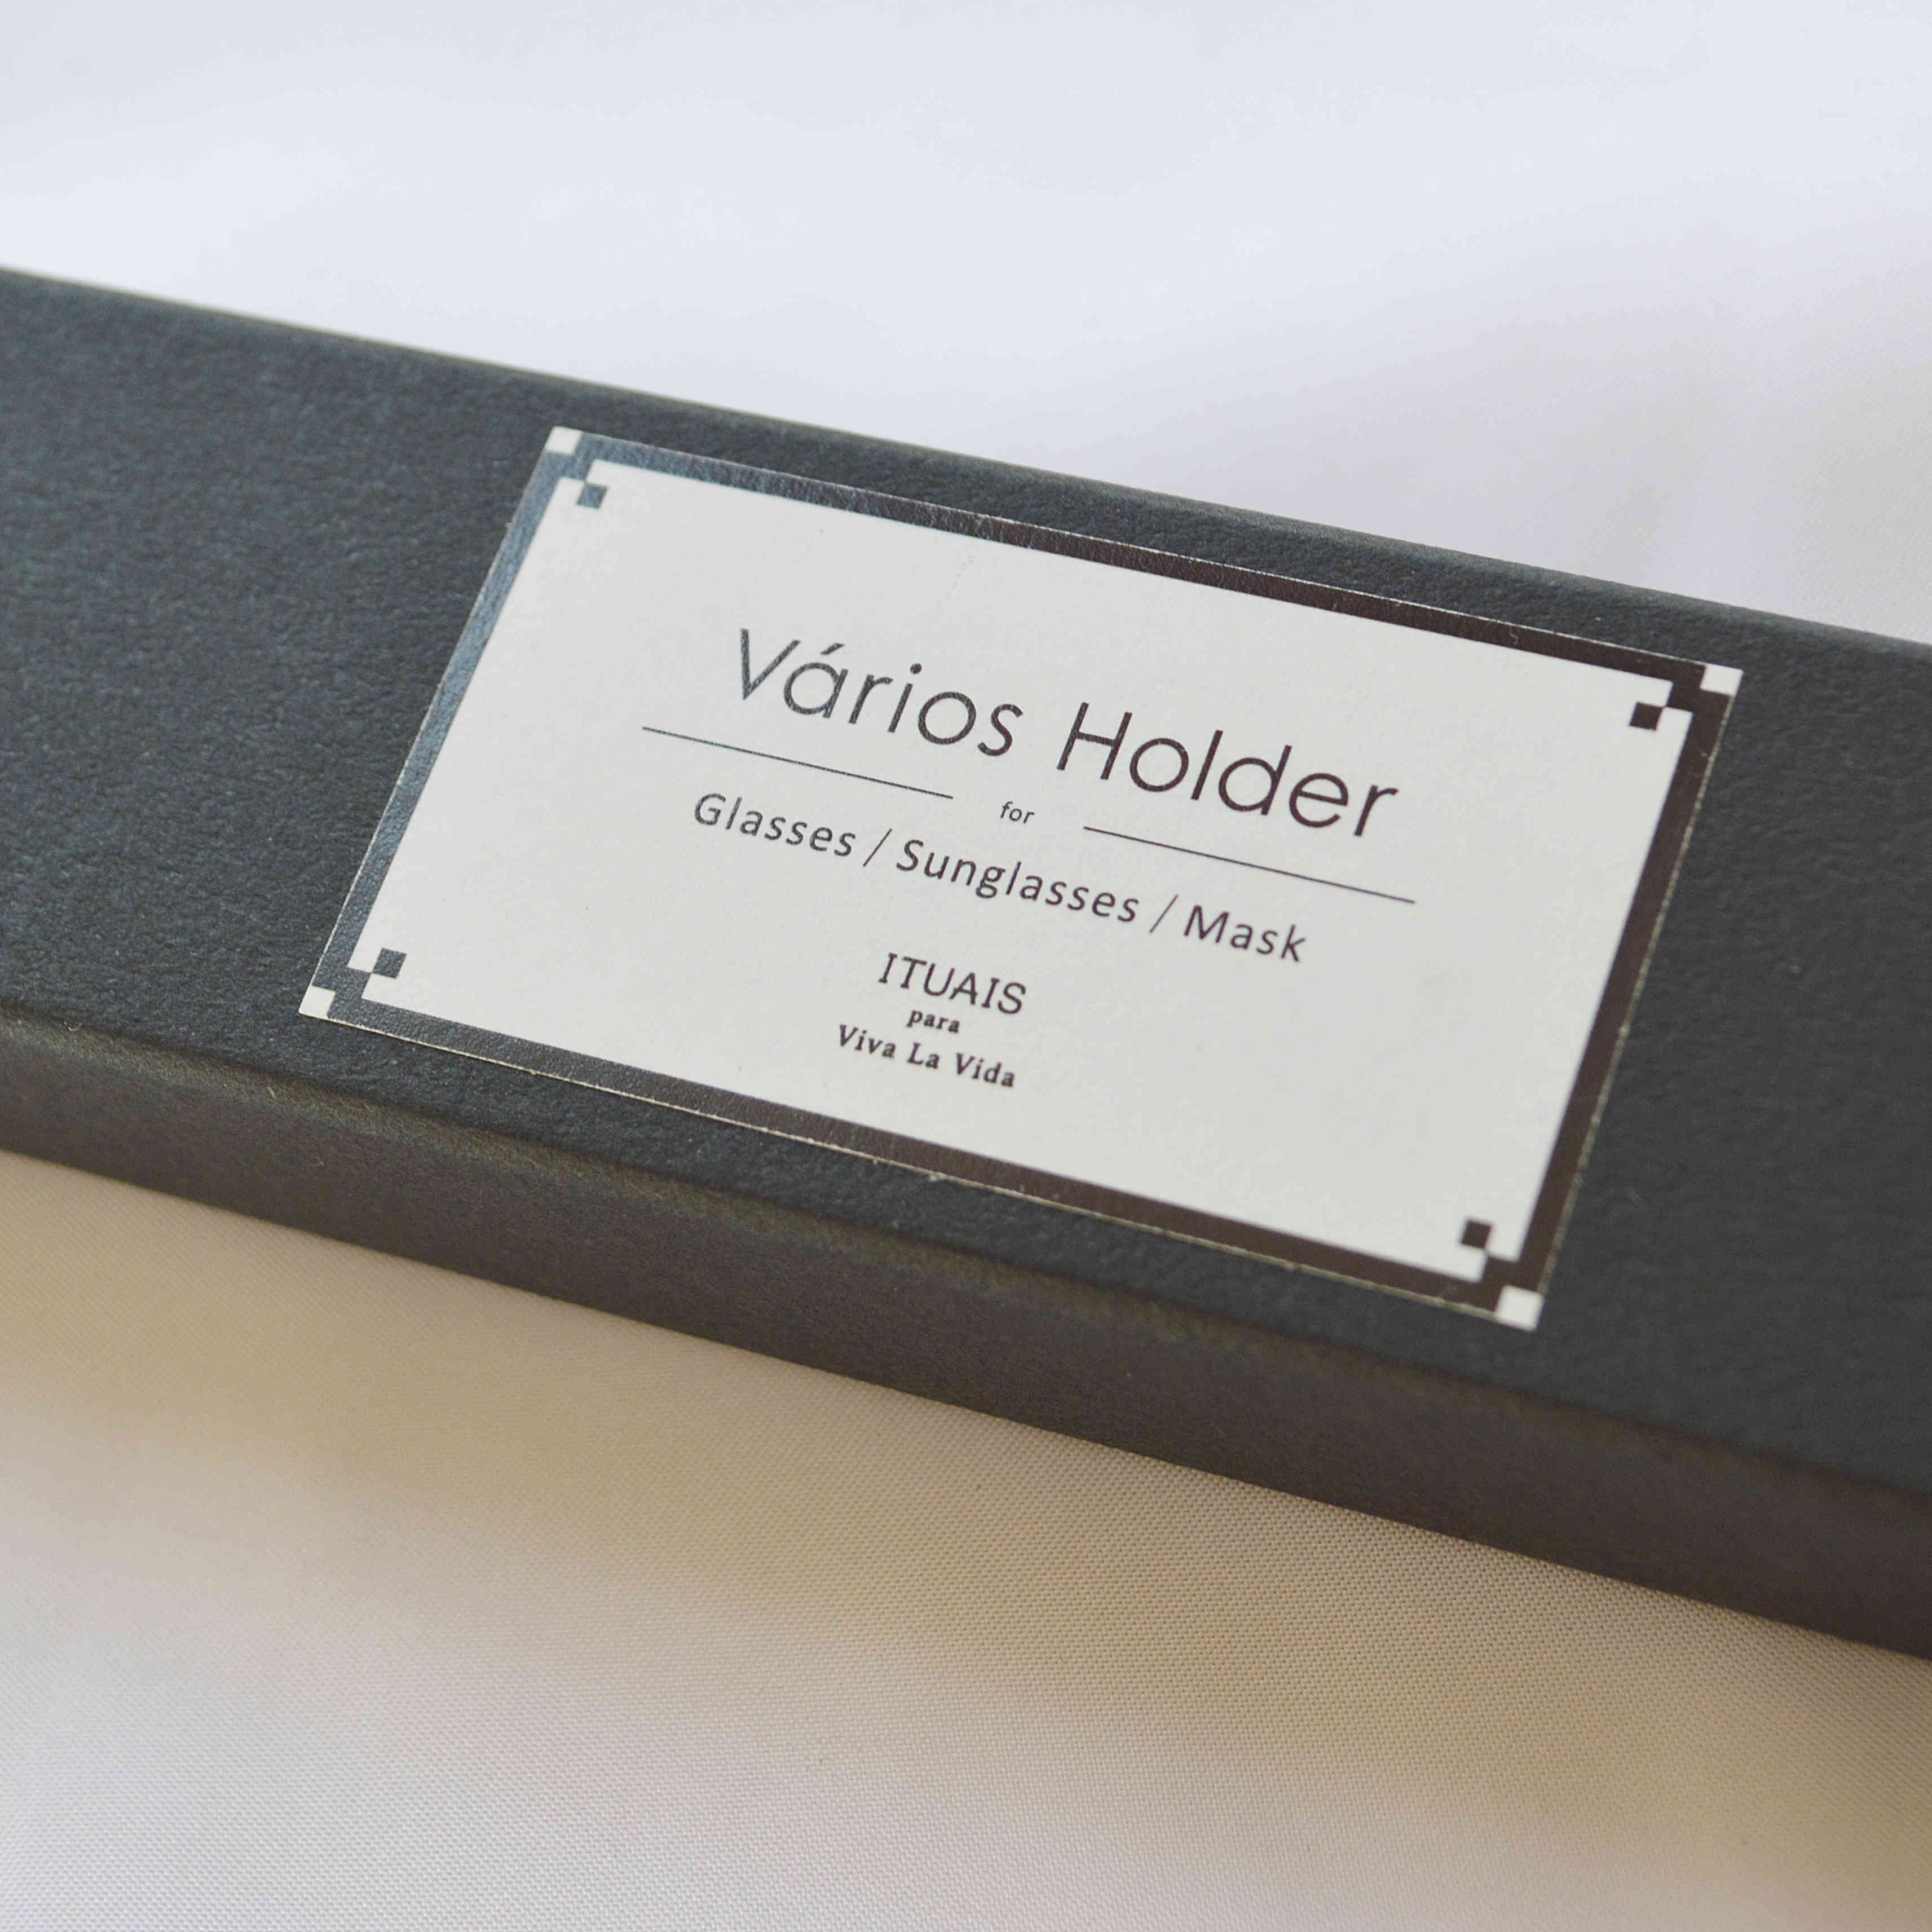 Vários Holder
for
Glasses / Sunglasses / Mask
ITUAIS
para
Viva La Vida